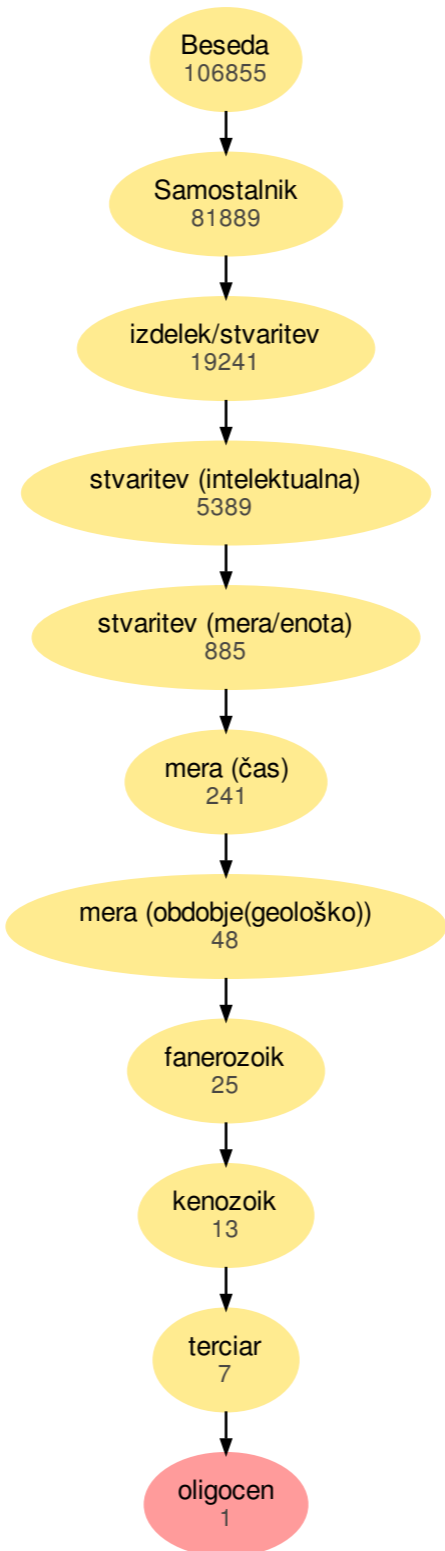 Beseda
106855
Samostalnik
81889
izdelek/stvaritev
19241
stvaritev (intelektualna)
5389
stvaritev (mera/enota)
885
mera (čas)
241
mera (obdobje(geološko))
48
fanerozoik
25
kenozoik
13
terciar
7
oligocen
1